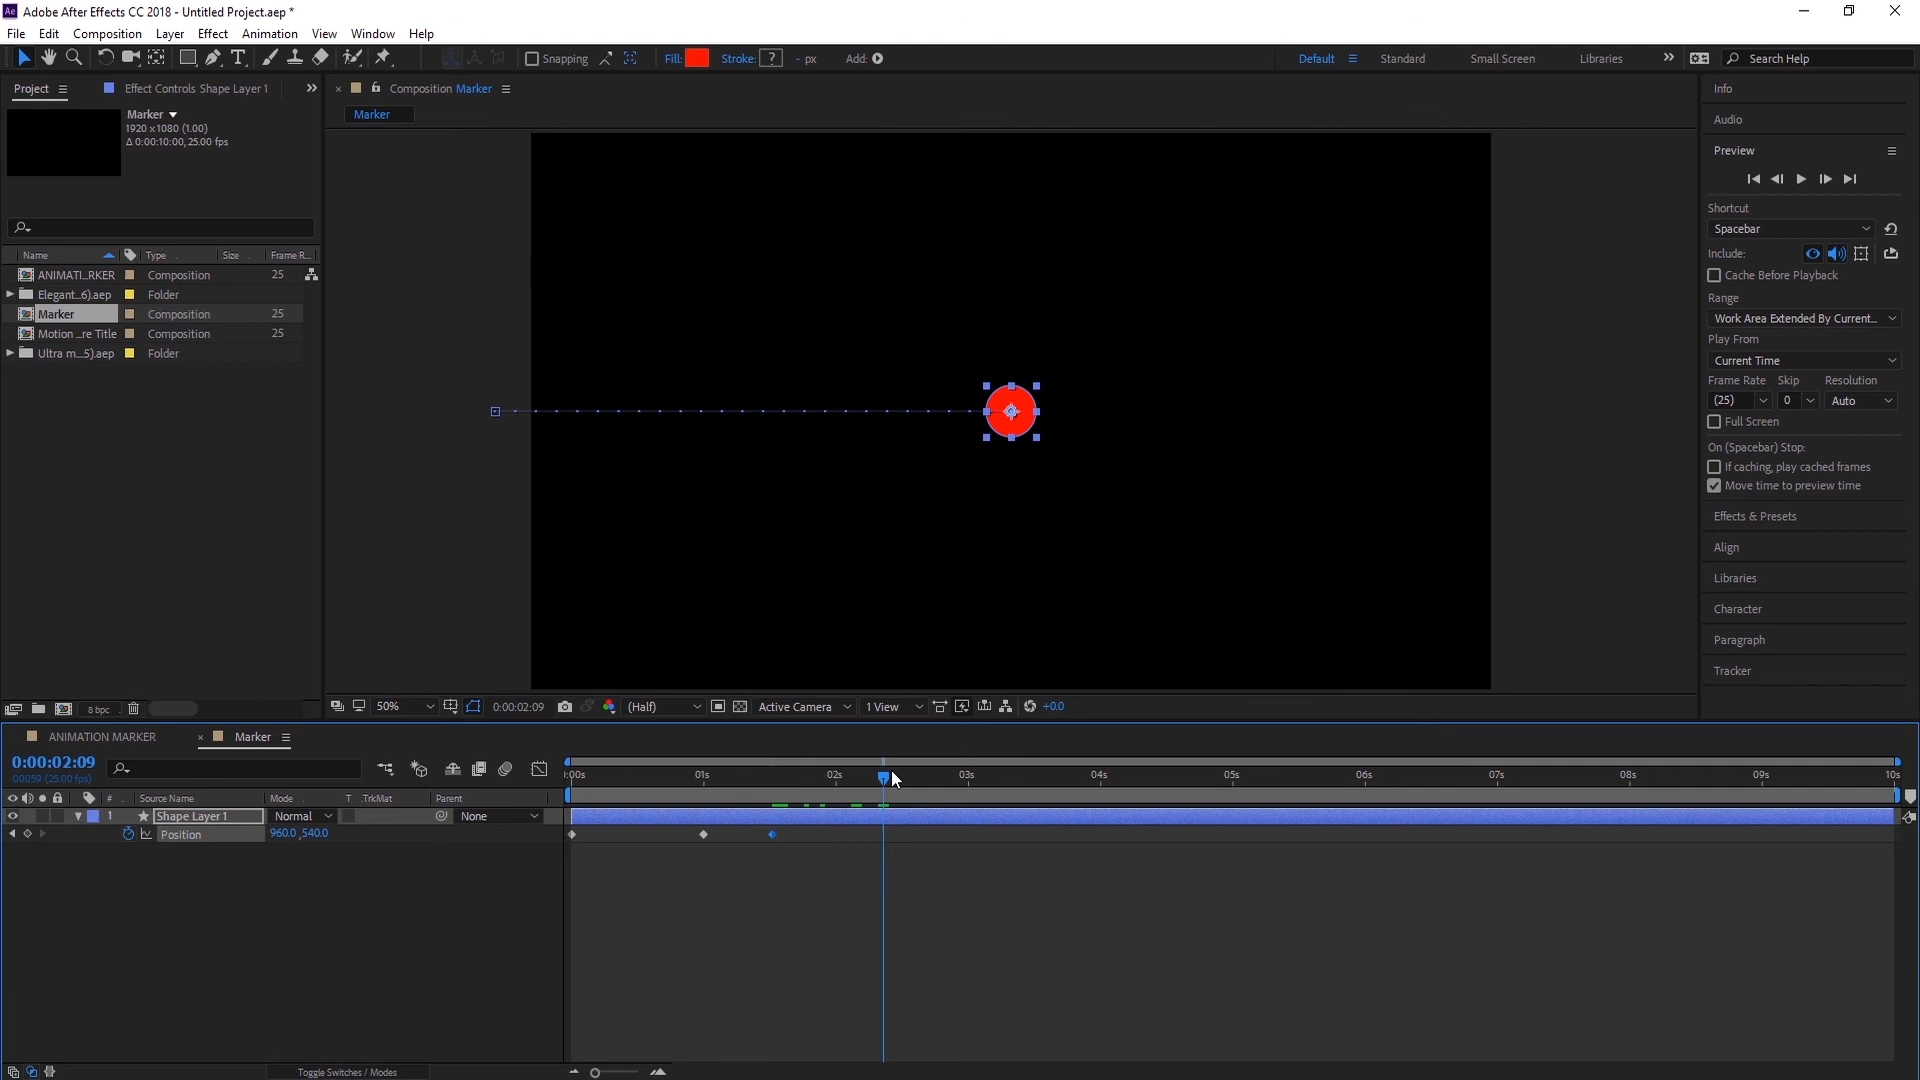 Ae Adobe After Effects CC 2018 - Untitled Project.aep *
File Edit Composition Layer Effect Animation View Window Help
Snapping Fill: Stroke: ? - px Add: Default Standard Small Screen Libraries Search Help
Project Effect Controls Shape Layer 1
Composition Marker
Marker
Marker
1920 x 1080 (1.00)
Δ 0:00:10:00, 25.00 fps
Name Type Size Frame R...
ANIMATI...RKER Composition 25
Elegant...6).aep Folder
Marker Composition 25
Motion ...re Title Composition 25
Ultra m...5).aep Folder
8 bpc
Info
Audio
Preview
Shortcut
Spacebar
Include:
Cache Before Playback
Range
Work Area Extended By Current...
Play From
Current Time
Frame Rate Skip Resolution
(25) 0 Auto
Full Screen
On (Spacebar) Stop:
If caching, play cached frames
Move time to preview time
Effects & Presets
Align
Libraries
Character
Paragraph
Tracker
50% 0:00:02:09 (Half) Active Camera 1 View +0.0
ANIMATION MARKER Marker
0:00:02:09
00059 (25.00 fps)
:00s 01s 02s 03s 04s 05s 06s 07s 08s 09s 10s
# Source Name Mode T .TrkMat Parent
1 Shape Layer 1 Normal None
Position 960.0 ,540.0
Toggle Switches / Modes